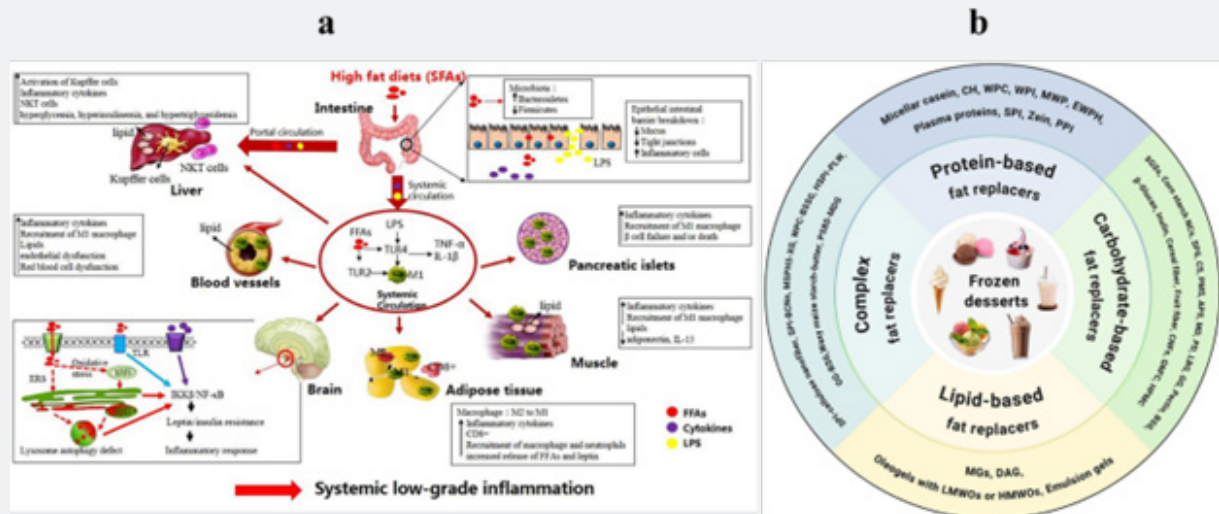 a
b
High fat diets (SFAs)
Intestine
Activation of Kupffer cells
Inflammatory cytokines
NKT cells
hyperglycemia, hyperinsulinemia, and hypertriglyceridemia
lipid
Portal circulation
NKT cells
Kupffer cells
Liver
Microbiota :
Bacteroidetes
Firmicutes
Epithelial intestinal
barrier breakdown :
Mucus
Tight junctions
Inflammatory cells
LPS
Systemic
circulation
Inflammatory cytokines
Recruitment of M1 macrophage
Lipids
endothelial dysfunction
Red blood cell dysfunction
lipid
Blood vessels
LPS
FFAs
TLR4
TNF-α
IL-1β
TLR2
M1
Systemic
Circulation
Inflammatory cytokines
Recruitment of M1 macrophage
β cell failure and/or death
Pancreatic islets
Inflammatory cytokines
Recruitment of M1 macrophage
lipids
adiponectin, IL-15
lipid
Muscle
TLR
Oxidative
stress
ERS
IKKβ/NF-κB
Leptin/insulin resistance
Lysosome autophagy defect
Inflammatory response
Brain
CD8+
Adipose tissue
Macrophage : M2 to M1
Inflammatory cytokines
CD8+
Recruitment of macrophage and neutrophils
increased release of FFAs and leptin
FFAs
Cytokines
LPS
Systemic low-grade inflammation
Micellar casein, CH, WPC, WPI, MWP, EWPH,
Plasma proteins, SPI, Zein, PPI
Protein-based
fat replacers
Carbohydrate-based
fat replacers
Complex
fat replacers
Frozen
desserts
Lipid-based
fat replacers
MGs, DAG,
Oleogels with LMWOs or HMWOs, Emulsion gels